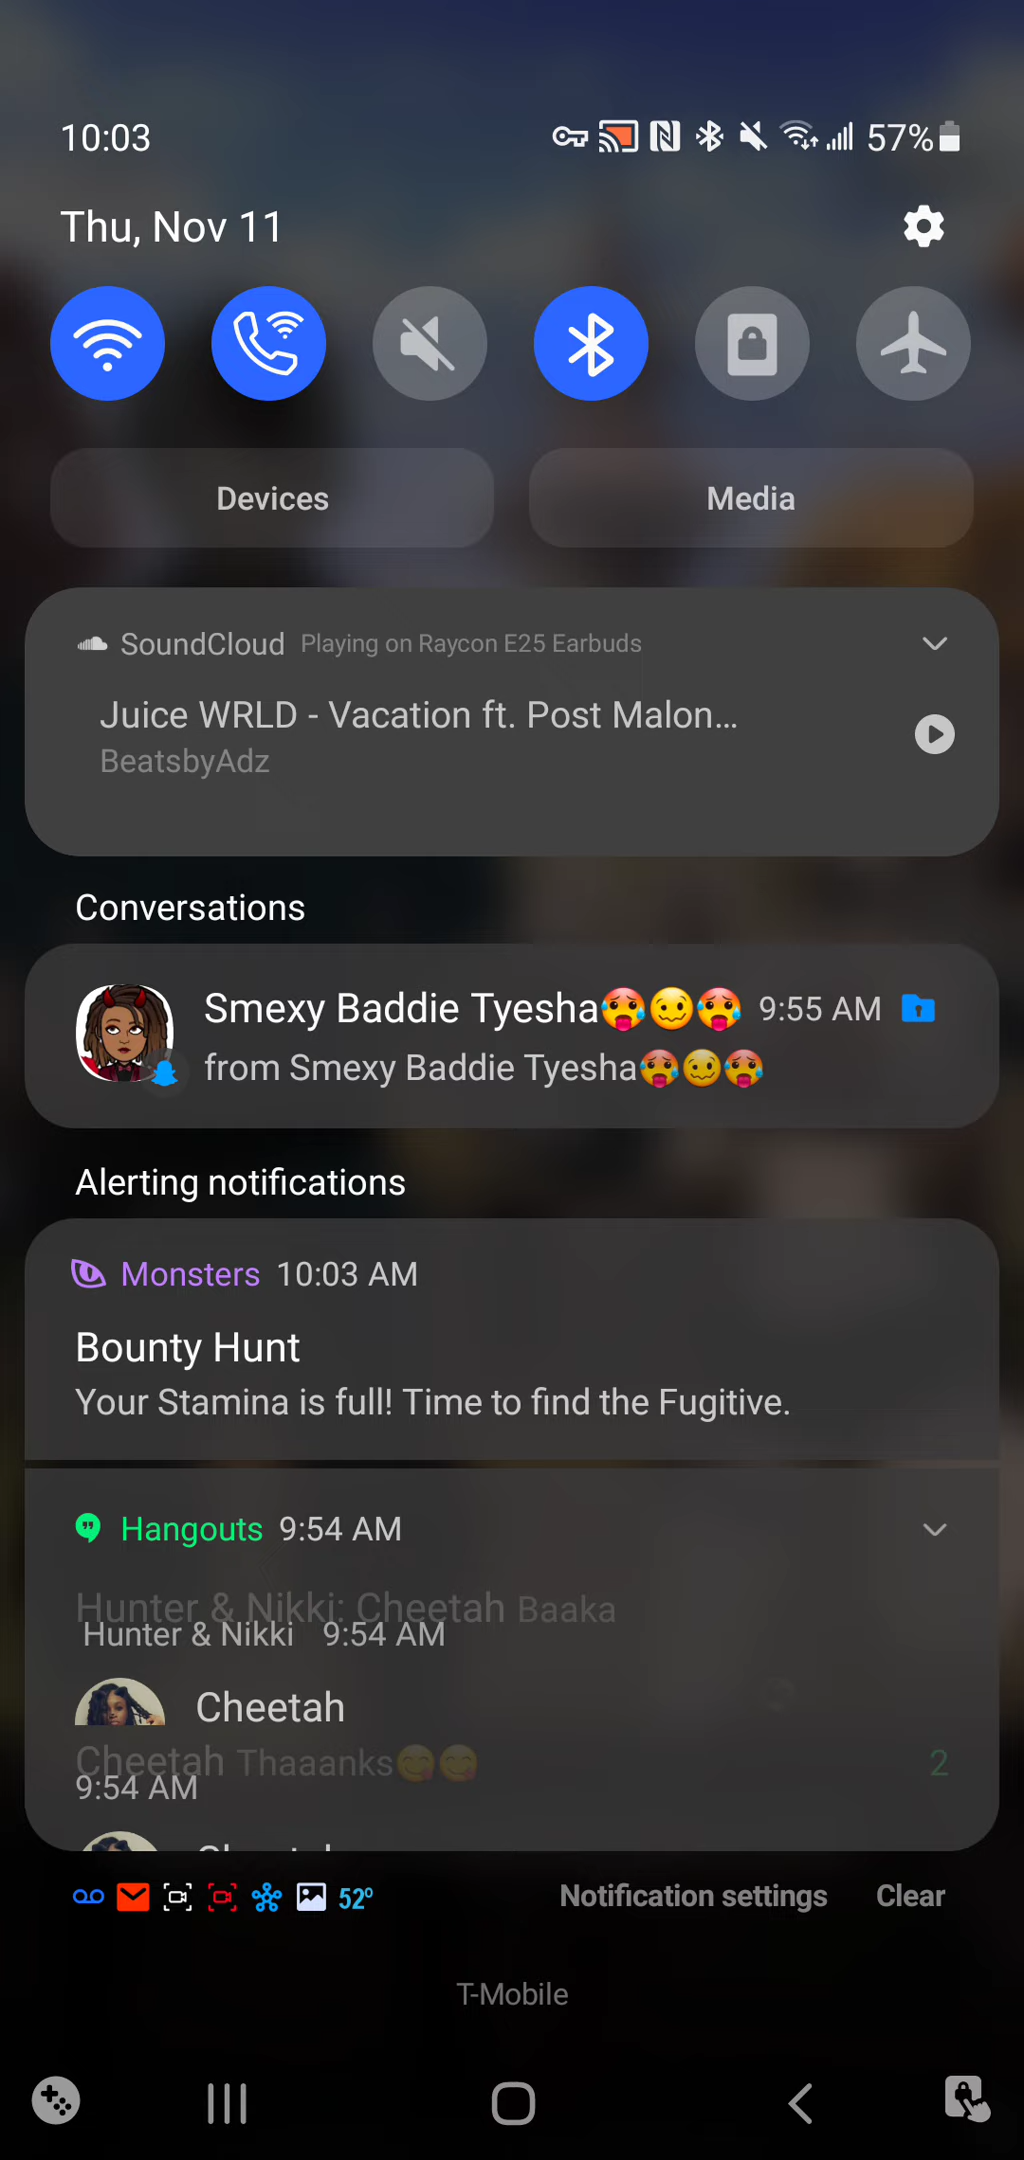 10:03
57%
Thu, Nov 11
Devices
Media
SoundCloud Playing on Raycon E25 Earbuds
Juice WRLD - Vacation ft. Post Malon...
BeatsbyAdz
Conversations
Smexy Baddie Tyesha🥵🥴🥵 9:55 AM
from Smexy Baddie Tyesha🥵🥴🥵
Alerting notifications
Monsters 10:03 AM
Bounty Hunt
Your Stamina is full! Time to find the Fugitive.
Hangouts 9:54 AM
Hunter & Nikki: Cheetah Baaka
Hunter & Nikki 9:54 AM
Cheetah
Cheetah Thaaanks😋😋 2
9:54 AM
52º
Notification settings
Clear
T-Mobile